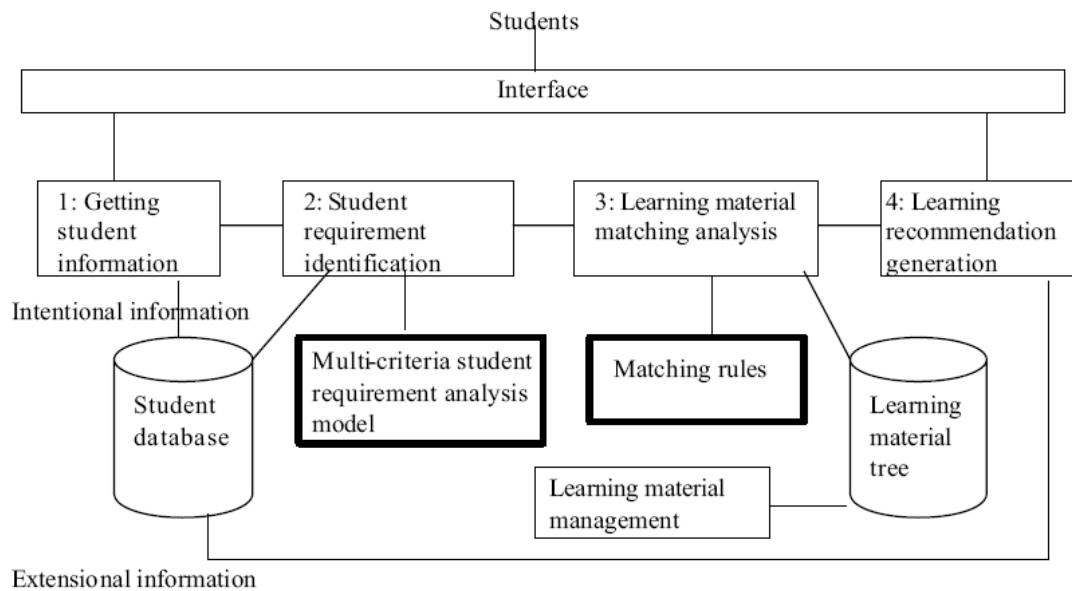 Students
Interface
1: Getting
student
information
2: Student
requirement
identification
3: Learning material
matching analysis
4: Learning
recommendation
generation
Intentional information
Student
database
Multi-criteria student
requirement analysis
model
Matching rules
Learning
material
tree
Learning material
management
Extensional information